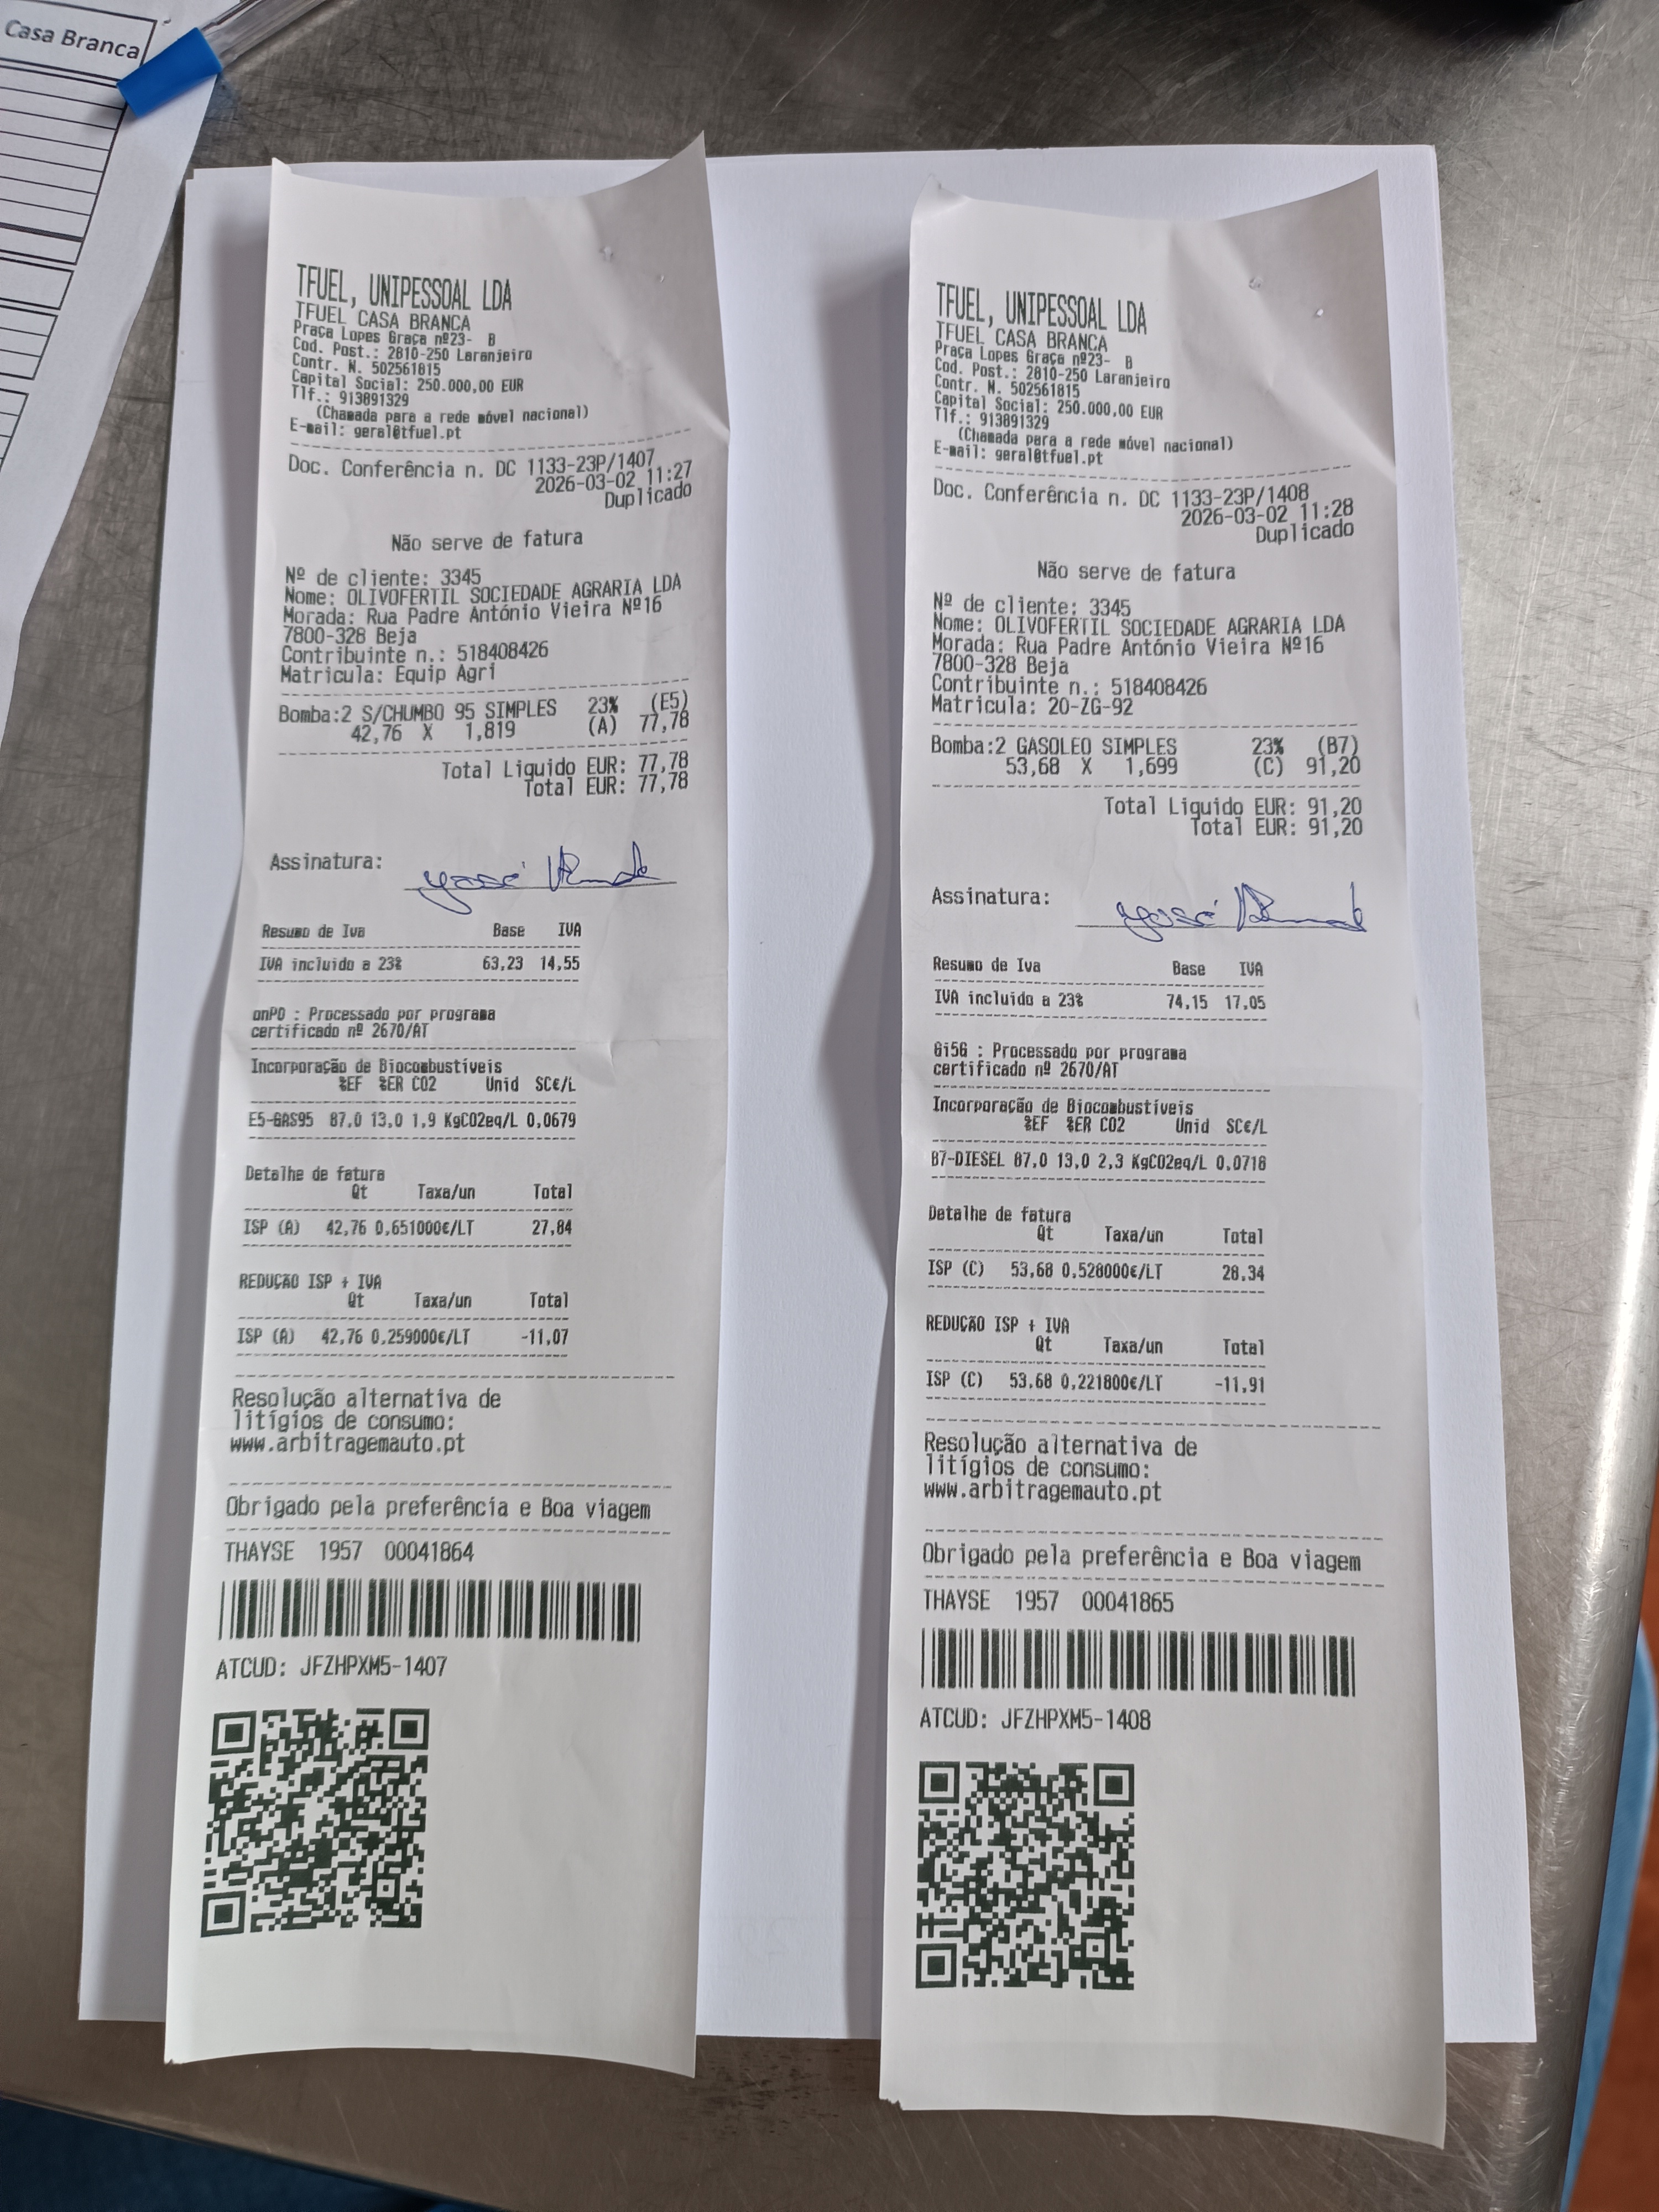 Casa Branca
TFUEL, UNIPESSOAL LDA
TFUEL CASA BRANCA
Praça Lopes Graça nº23- B
Cod. Post.: 2810-250 Laranjeiro
Contr. N. 502561815
Capital Social: 250.000,00 EUR
Tlf.: 913891329
(Chamada para a rede móvel nacional)
E-mail: geral@tfuel.pt
Doc. Conferência n. DC 1133-23P/1407
2026-03-02 11:27
Duplicado
Não serve de fatura
Nº de cliente: 3345
Nome: OLIVOFERTIL SOCIEDADE AGRARIA LDA
Morada: Rua Padre António Vieira Nº16
7800-328 Beja
Contribuinte n.: 518408426
Matricula: Equip Agri
Bomba:2 S/CHUMBO 95 SIMPLES 23% (E5)
42,76 X 1,819 (A) 77,78
Total Liquido EUR: 77,78
Total EUR: 77,78
Assinatura: José
Resumo de Iva Base IVA
IVA incluido a 23% 63,23 14,55
onPD : Processado por programa
certificado nº 2670/AT
Incorporação de Biocombustíveis
%EF %ER CO2 Unid SC€/L
E5-GAS95 87,0 13,0 1,9 KgCO2eq/L 0,0679
Detalhe de fatura
Qt Taxa/un Total
ISP (A) 42,76 0,651000€/LT 27,84
REDUÇÃO ISP + IVA
Qt Taxa/un Total
ISP (A) 42,76 0,259000€/LT -11,07
Resolução alternativa de
litígios de consumo:
www.arbitragemauto.pt
Obrigado pela preferência e Boa viagem
THAYSE 1957 00041864
ATCUD: JFZHPXM5-1407
TFUEL, UNIPESSOAL LDA
TFUEL CASA BRANCA
Praça Lopes Graça nº23- B
Cod. Post.: 2810-250 Laranjeiro
Contr. N. 502561815
Capital Social: 250.000,00 EUR
Tlf.: 913891329
(Chamada para a rede móvel nacional)
E-mail: geral@tfuel.pt
Doc. Conferência n. DC 1133-23P/1408
2026-03-02 11:28
Duplicado
Não serve de fatura
Nº de cliente: 3345
Nome: OLIVOFERTIL SOCIEDADE AGRARIA LDA
Morada: Rua Padre António Vieira Nº16
7800-328 Beja
Contribuinte n.: 518408426
Matricula: 20-ZG-92
Bomba:2 GASOLEO SIMPLES 23% (B7)
53,68 X 1,699 (C) 91,20
Total Liquido EUR: 91,20
Total EUR: 91,20
Assinatura: José
Resumo de Iva Base IVA
IVA incluido a 23% 74,15 17,05
Gi5G : Processado por programa
certificado nº 2670/AT
Incorporação de Biocombustíveis
%EF %ER CO2 Unid SC€/L
B7-DIESEL 87,0 13,0 2,3 KgCO2eq/L 0,0718
Detalhe de fatura
Qt Taxa/un Total
ISP (C) 53,68 0,528000€/LT 28,34
REDUÇÃO ISP + IVA
Qt Taxa/un Total
ISP (C) 53,68 0,221800€/LT -11,91
Resolução alternativa de
litígios de consumo:
www.arbitragemauto.pt
Obrigado pela preferência e Boa viagem
THAYSE 1957 00041865
ATCUD: JFZHPXM5-1408